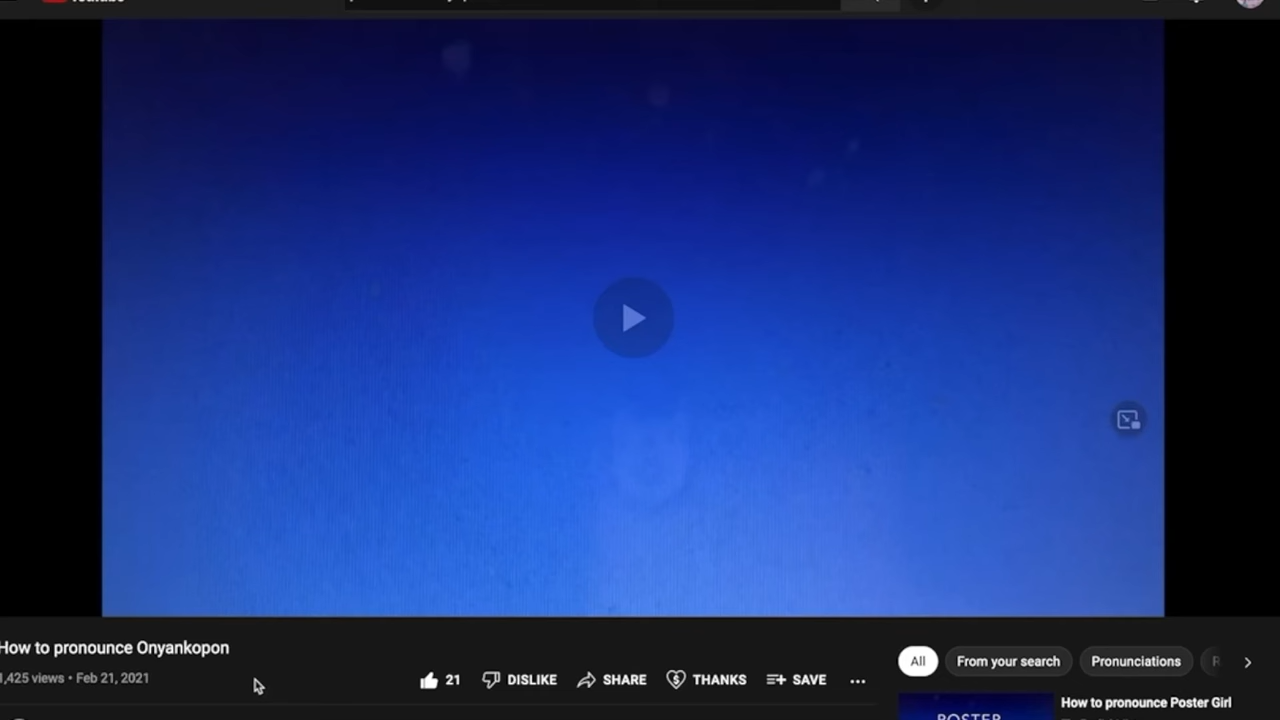 How to pronounce Onyankopon
1,425 views • Feb 21, 2021
21 DISLIKE SHARE THANKS SAVE
All From your search Pronunciations
How to pronounce Poster Girl
POSTER